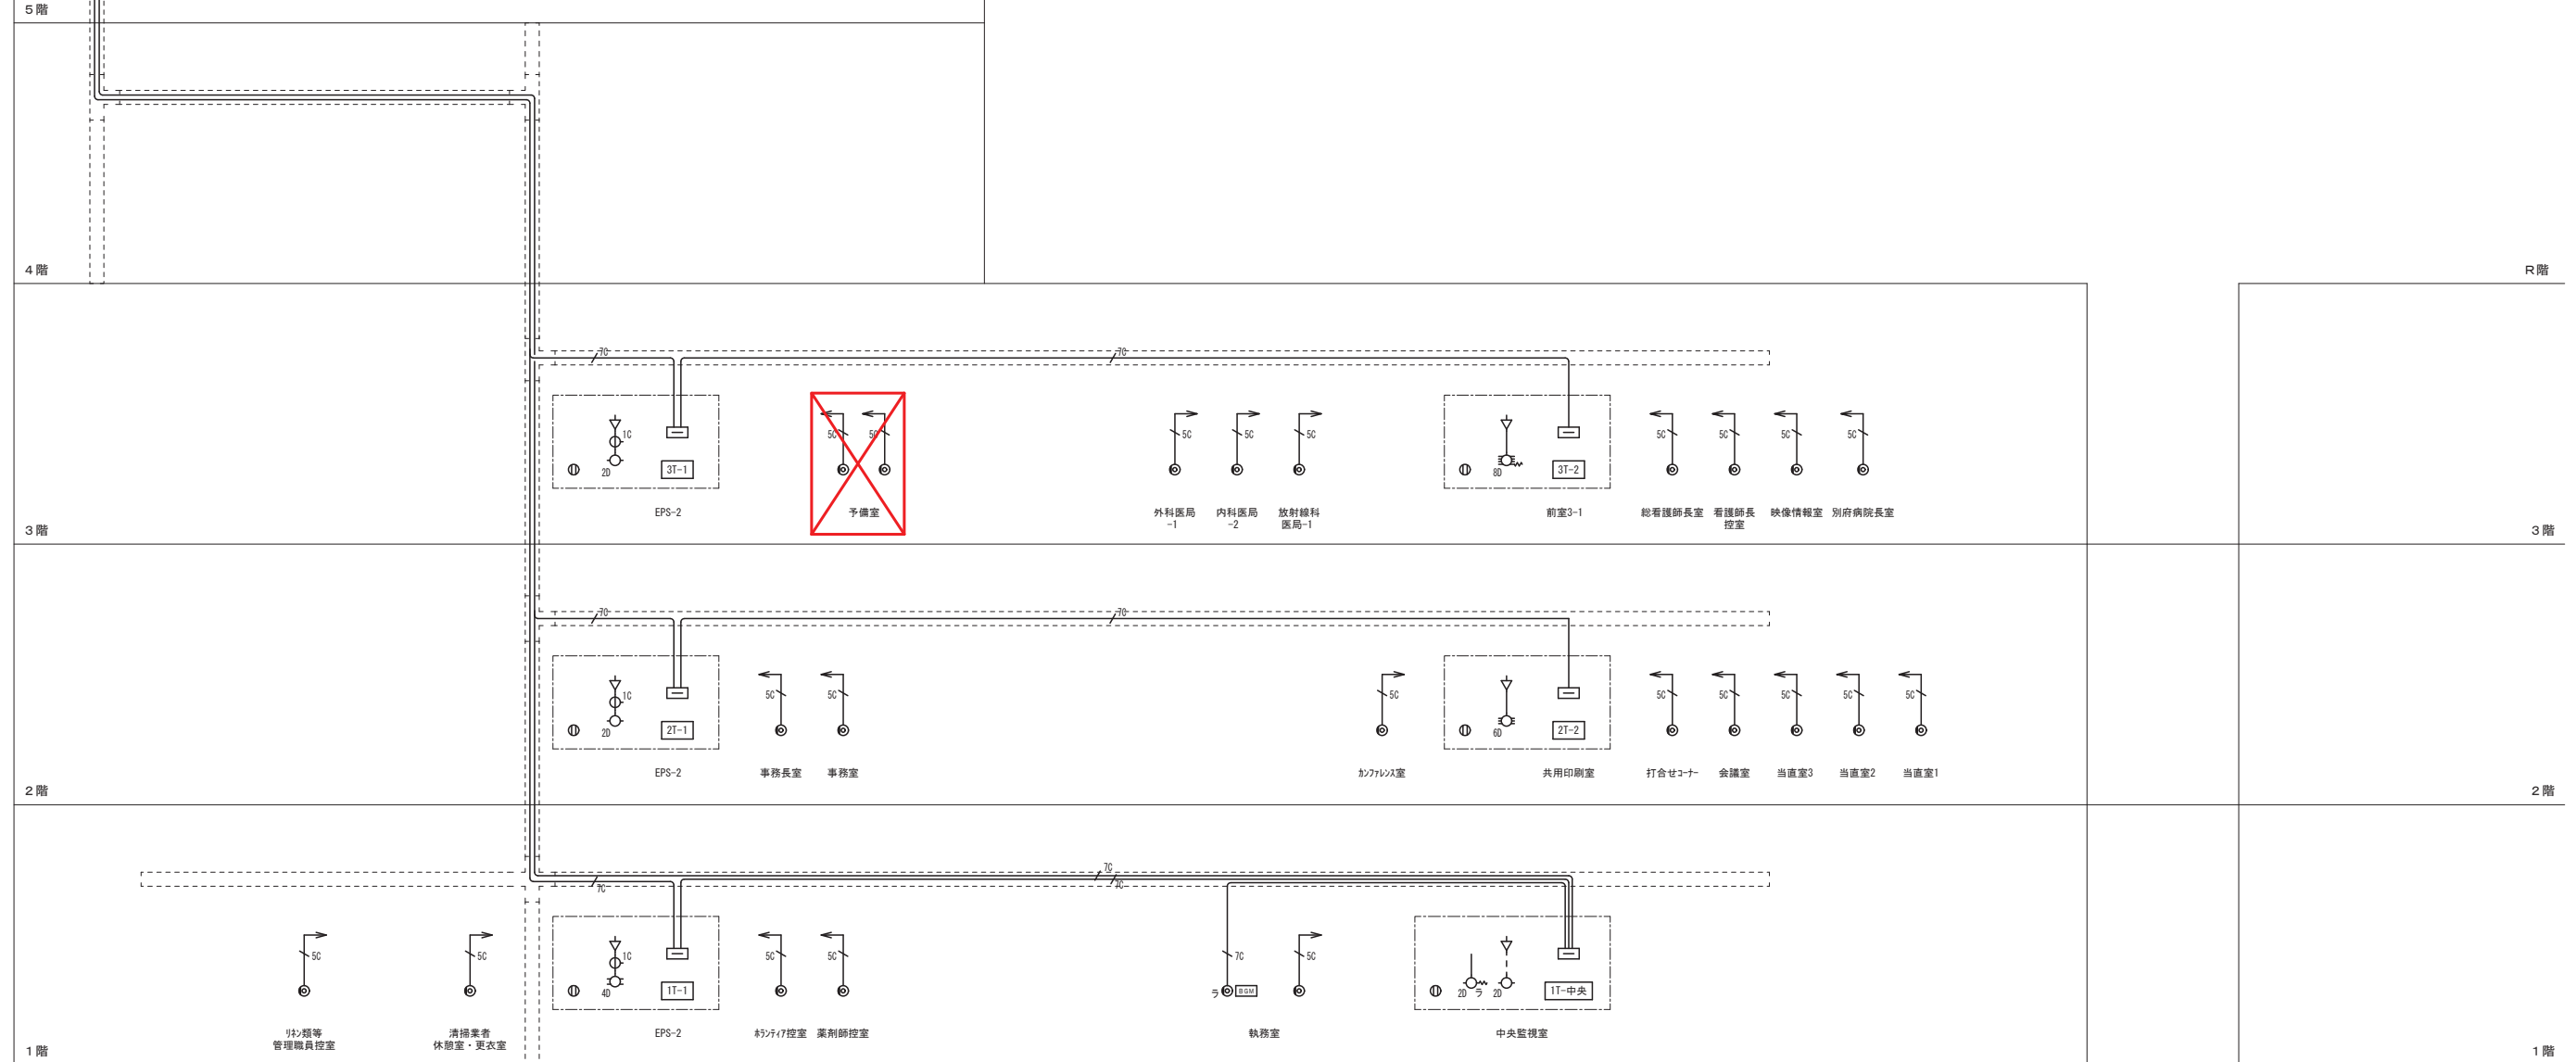 5階
4階
R階
7C
7C
1C
2D
3T-1
EPS-2
5C
5C
予備室
5C
5C
5C
外科医局
-1
内科医局
-2
放射線科
医局-1
8D
3T-2
前室3-1
5C
5C
5C
5C
総看護師長室
看護師長
控室
映像情報室
別府病院長室
3階
3階
7C
7C
1C
2D
2T-1
EPS-2
5C
5C
事務長室
事務室
5C
ｶﾝﾌｧﾚﾝｽ室
6D
2T-2
共用印刷室
5C
5C
5C
5C
5C
打合せｺｰﾅｰ
会議室
当直室3
当直室2
当直室1
2階
2階
7C
7C
7C
5C
ﾘﾈﾝ類等
管理職員控室
5C
清掃業者
休憩室・更衣室
1C
4D
1T-1
EPS-2
5C
5C
ﾎﾗﾝﾃｨｱ控室
薬剤師控室
7C
ラ
BGM
5C
執務室
2D
ラ
2D
1T-中央
中央監視室
1階
1階